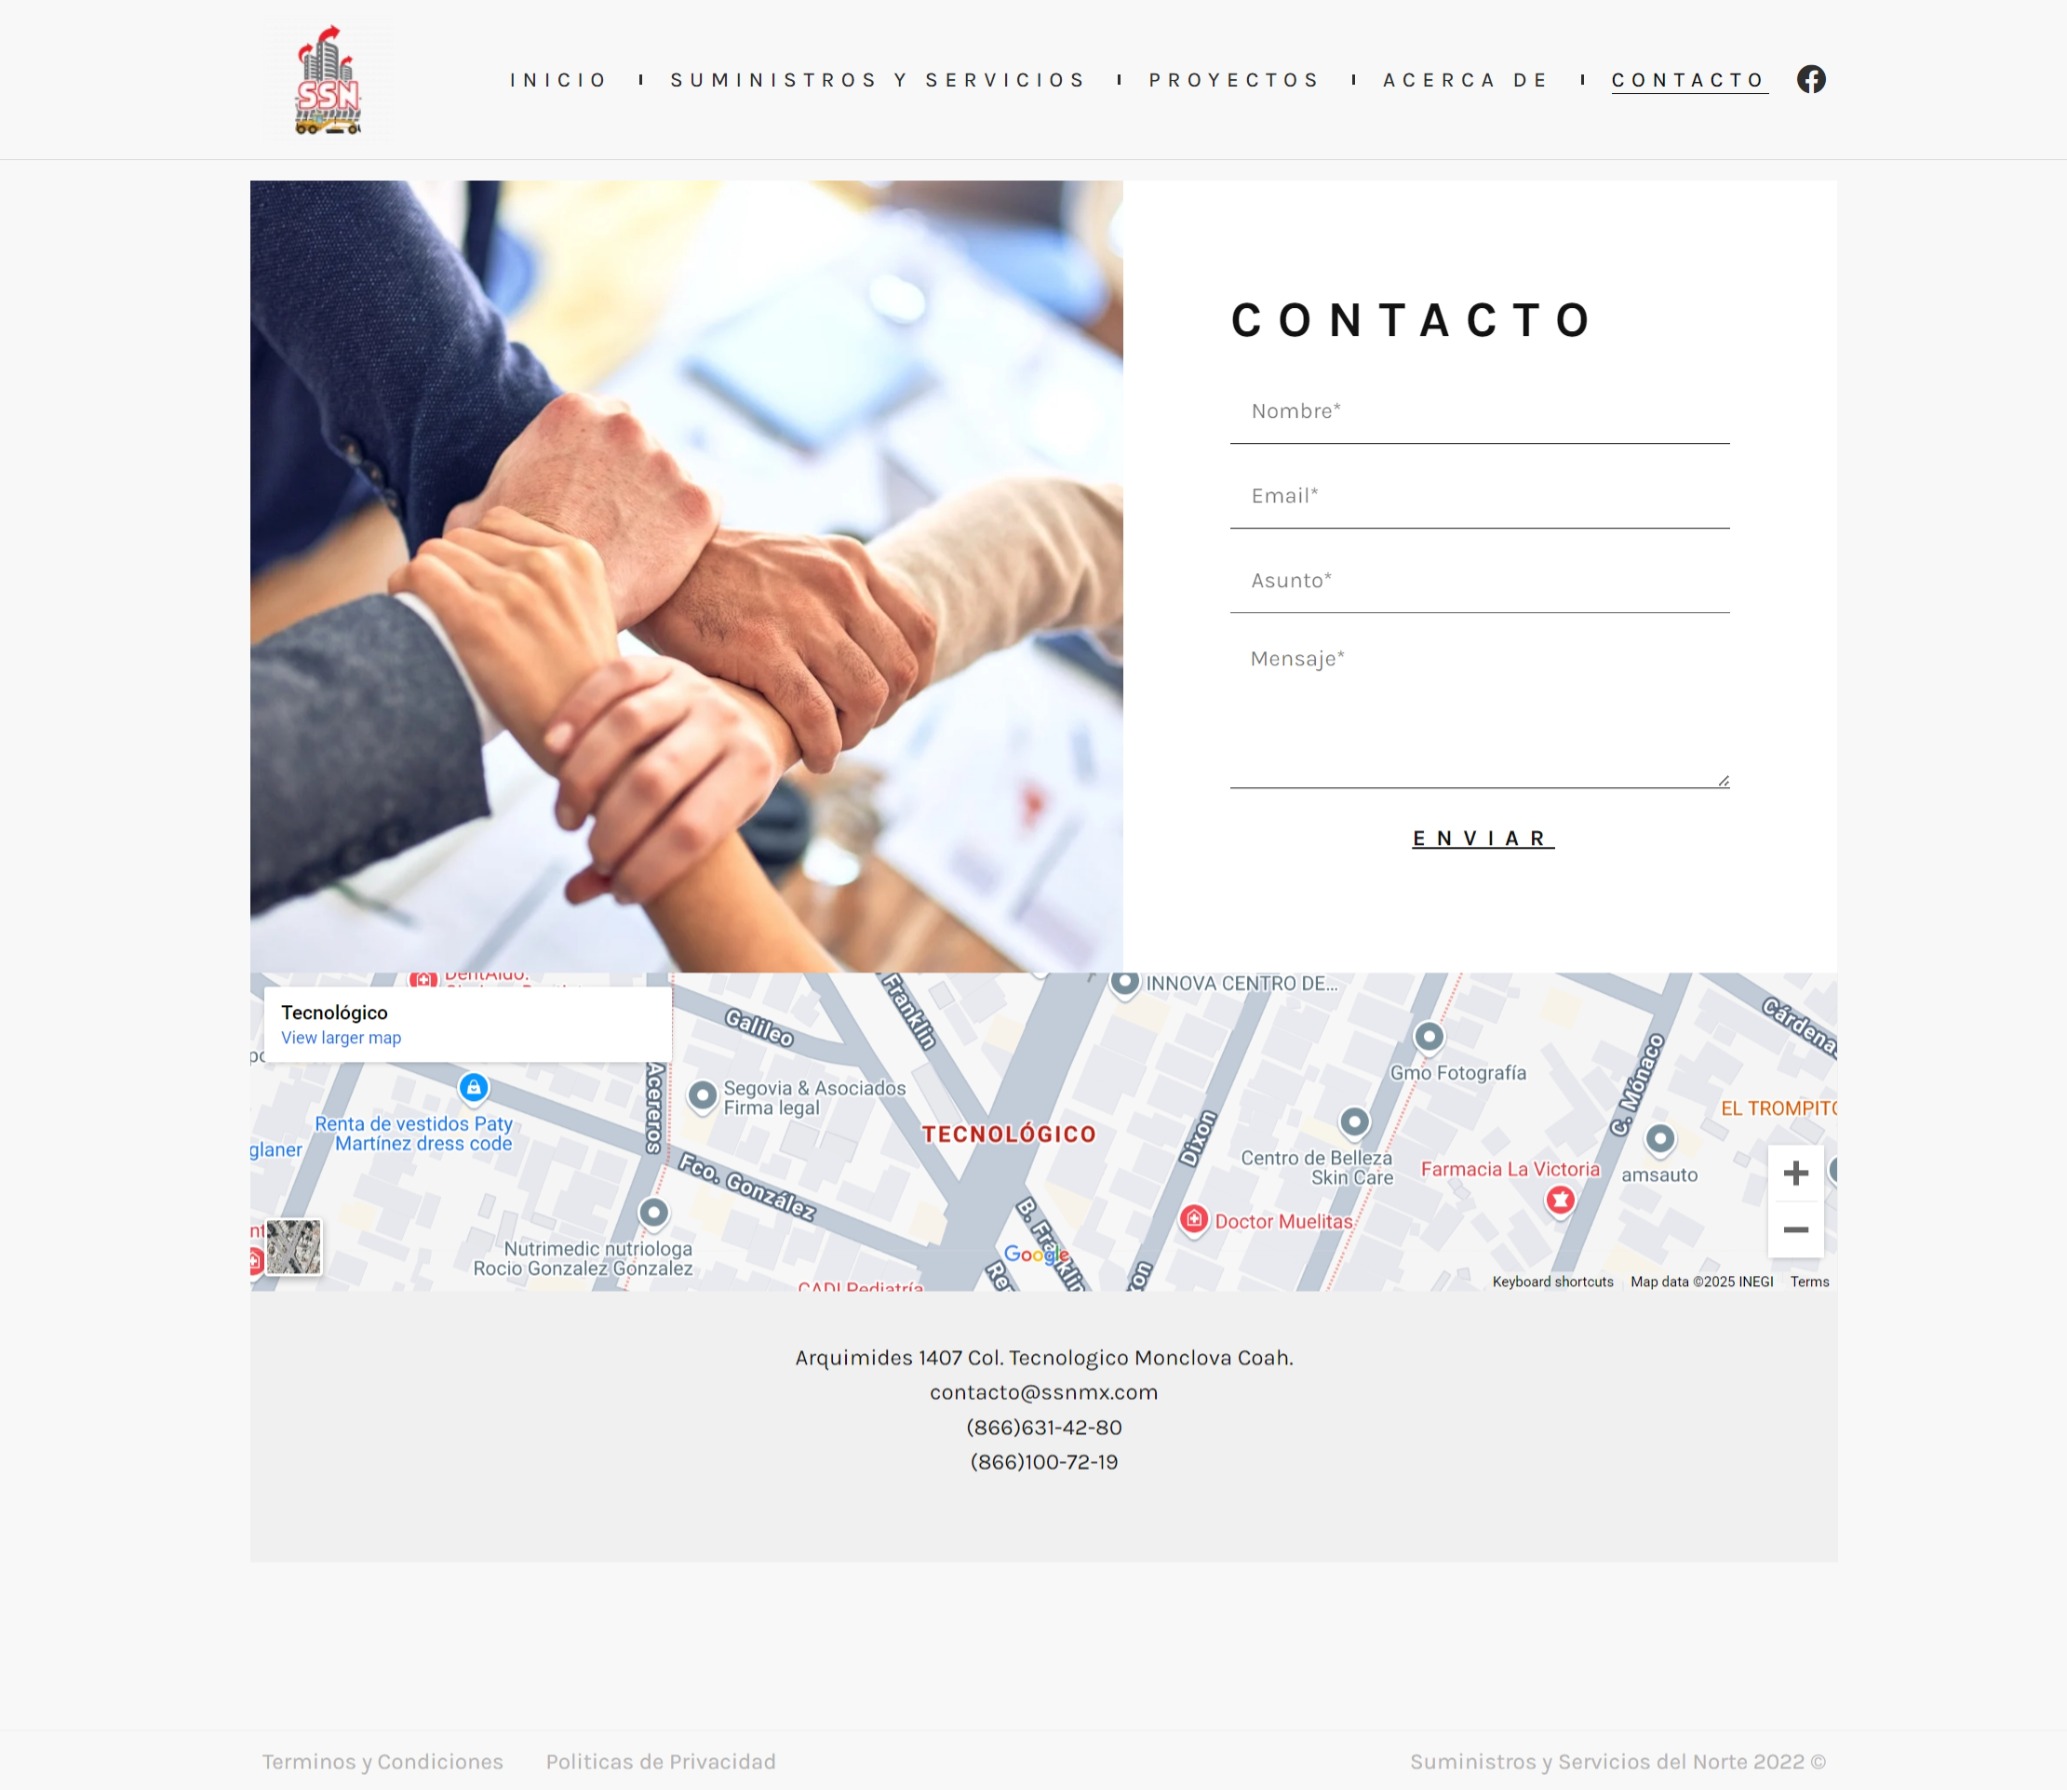 SSN
INICIO
SUMINISTROS Y SERVICIOS
PROYECTOS
ACERCA DE
CONTACTO
CONTACTO
Nombre*
Email*
Asunto*
Mensaje*
ENVIAR
Tecnológico
View larger map
INNOVA CENTRO DE...
Galileo
Franklin
Cárdenas
Acereros
Segovia & Asociados
Firma legal
Gmo Fotografía
C. Mónaco
EL TROMPITO
Renta de vestidos Paty
Martínez dress code
glaner
TECNOLÓGICO
Dixon
Centro de Belleza
Skin Care
Farmacia La Victoria
amsauto
Fco. González
Doctor Muelitas
Nutrimedic nutriologa
Rocio Gonzalez Gonzalez
B. Franklin
Google
CADI Pediatría
Keyboard shortcuts
Map data ©2025 INEGI
Terms
Arquimides 1407 Col. Tecnologico Monclova Coah.
contacto@ssnmx.com
(866)631-42-80
(866)100-72-19
Terminos y Condiciones
Politicas de Privacidad
Suministros y Servicios del Norte 2022 ©